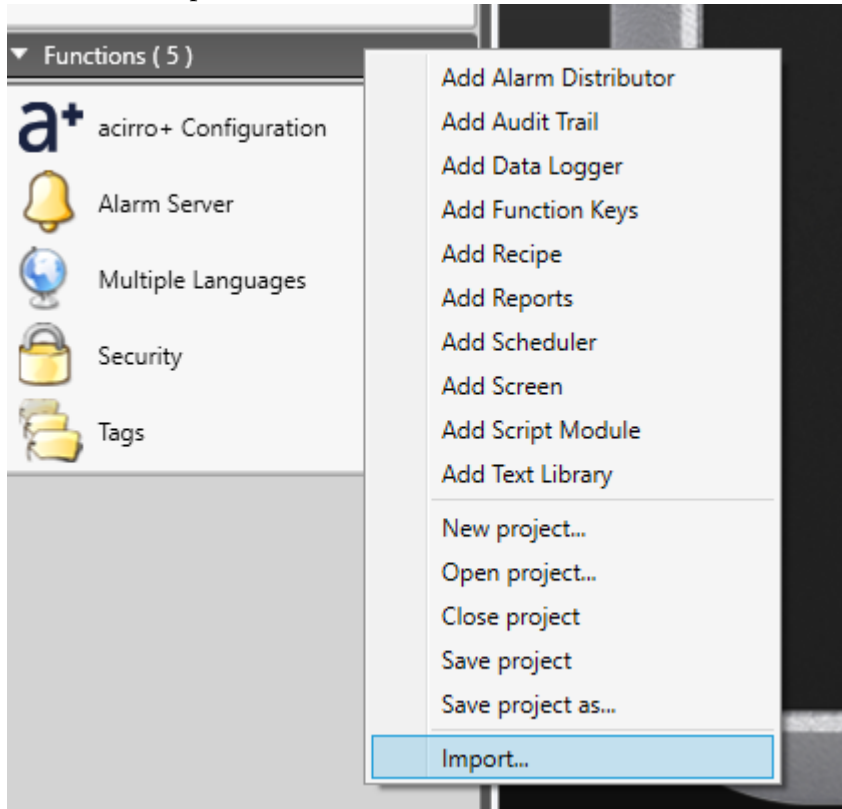 Functions ( 5 )
a+ acirro+ Configuration
Alarm Server
Multiple Languages
Security
Tags
Add Alarm Distributor
Add Audit Trail
Add Data Logger
Add Function Keys
Add Recipe
Add Reports
Add Scheduler
Add Screen
Add Script Module
Add Text Library
New project...
Open project...
Close project
Save project
Save project as...
Import...